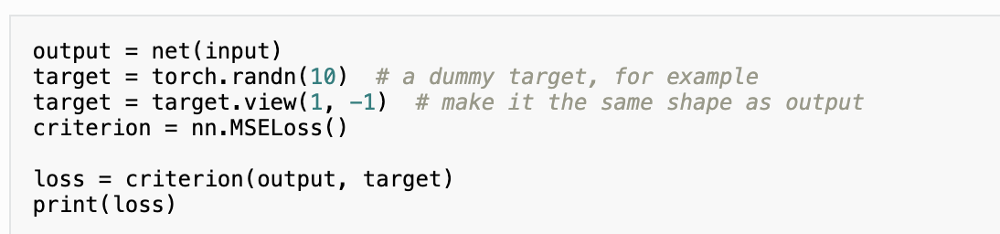 output = net(input)
target = torch.randn(10)  # a dummy target, for example
target = target.view(1, -1)  # make it the same shape as output
criterion = nn.MSELoss()

loss = criterion(output, target)
print(loss)